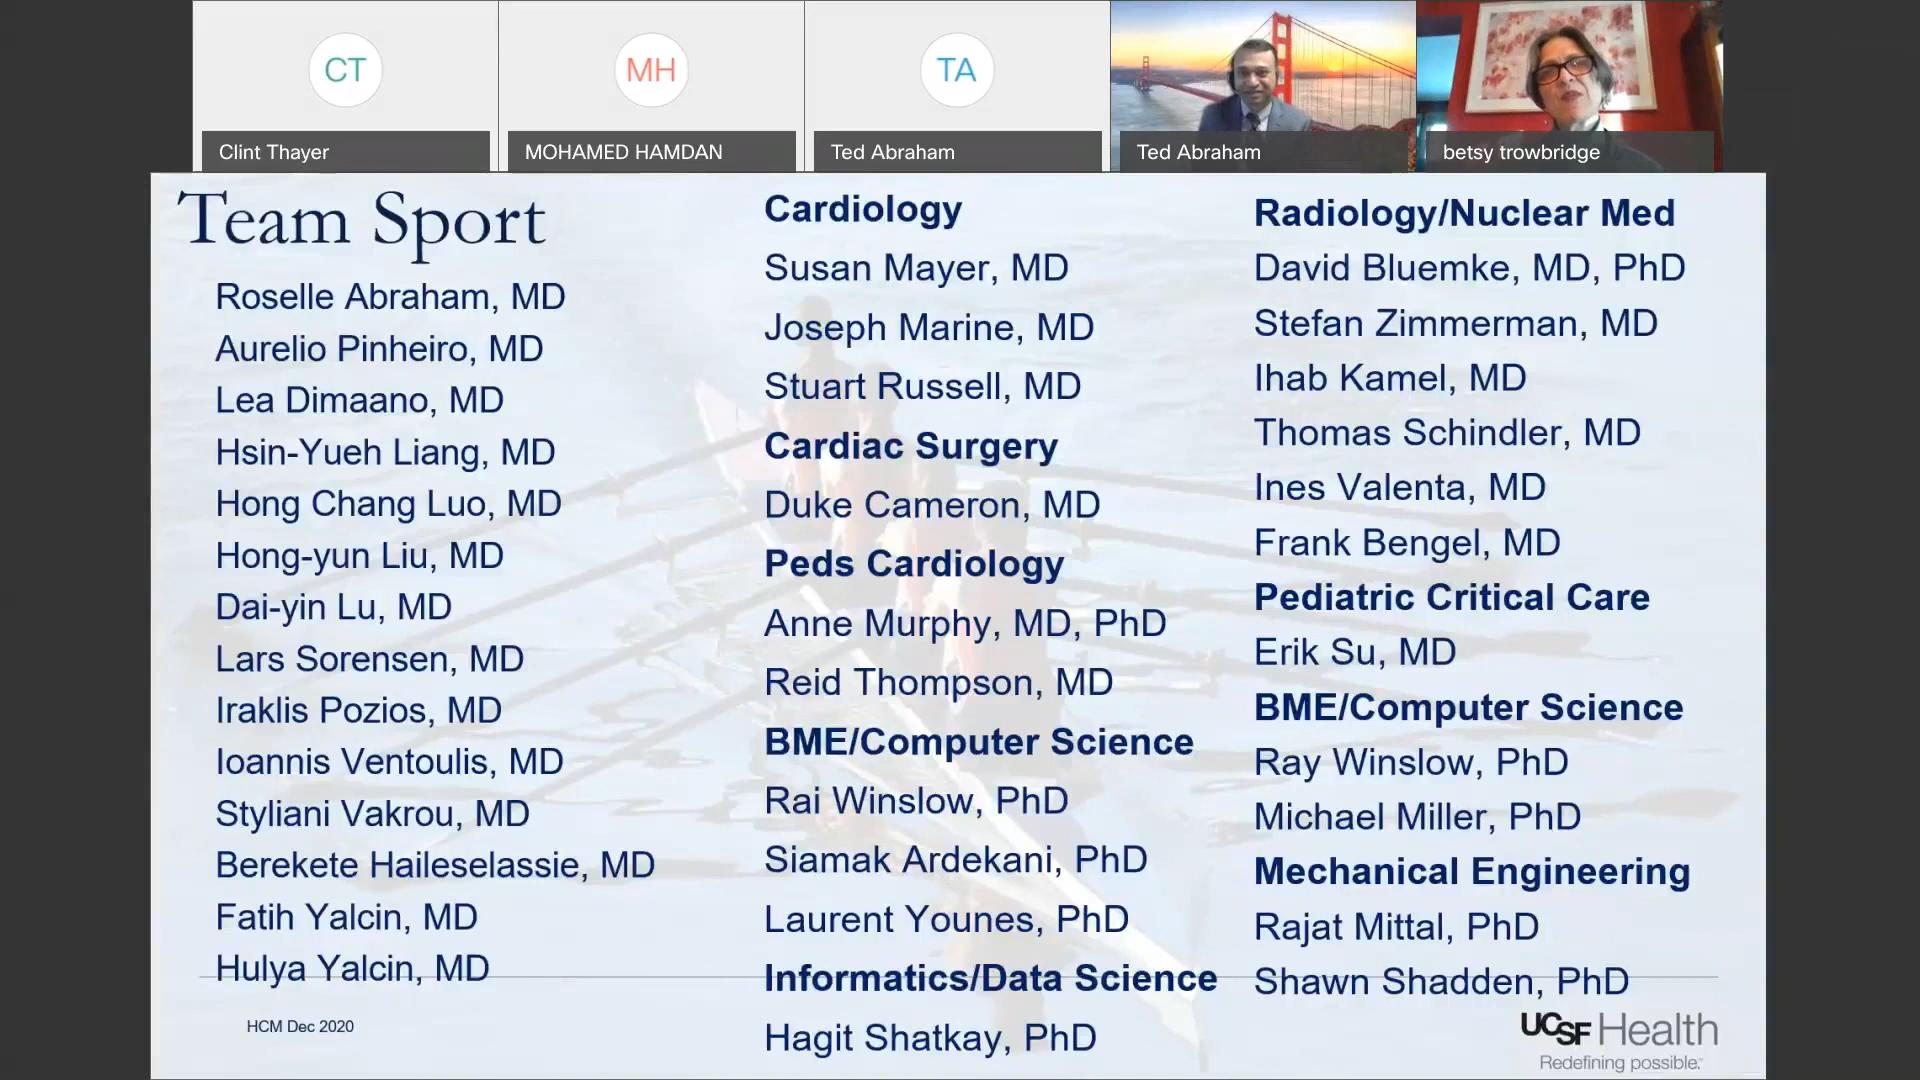 CT
MH
TA
Clint Thayer
MOHAMED HAMDAN
Ted Abraham
Ted Abraham
betsy trowbridge
Team Sport
Roselle Abraham, MD
Aurelio Pinheiro, MD
Lea Dimaano, MD
Hsin-Yueh Liang, MD
Hong Chang Luo, MD
Hong-yun Liu, MD
Dai-yin Lu, MD
Lars Sorensen, MD
Iraklis Pozios, MD
Ioannis Ventoulis, MD
Styliani Vakrou, MD
Berekete Haileselassie, MD
Fatih Yalcin, MD
Hulya Yalcin, MD
HCM Dec 2020
Cardiology
Susan Mayer, MD
Joseph Marine, MD
Stuart Russell, MD
Cardiac Surgery
Duke Cameron, MD
Peds Cardiology
Anne Murphy, MD, PhD
Reid Thompson, MD
BME/Computer Science
Rai Winslow, PhD
Siamak Ardekani, PhD
Laurent Younes, PhD
Informatics/Data Science
Hagit Shatkay, PhD
Radiology/Nuclear Med
David Bluemke, MD, PhD
Stefan Zimmerman, MD
Ihab Kamel, MD
Thomas Schindler, MD
Ines Valenta, MD
Frank Bengel, MD
Pediatric Critical Care
Erik Su, MD
BME/Computer Science
Ray Winslow, PhD
Michael Miller, PhD
Mechanical Engineering
Rajat Mittal, PhD
Shawn Shadden, PhD
UCSF Health
Redefining possible.™